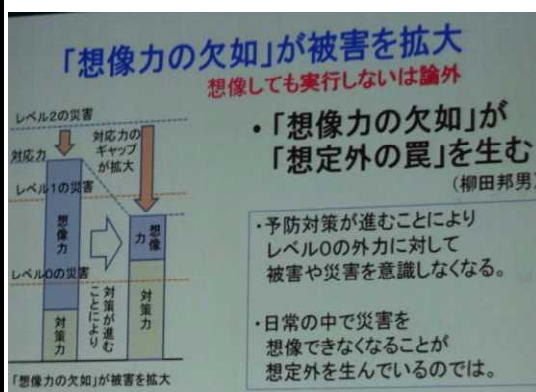 「想像力の欠如」が被害を拡大
想像しても実行しないは論外
レベル2の災害
対応力
対応力の
ギャップ
が拡大
レベル1の災害
想像力
想像力
レベル0の災害
対策力
対策が進む
ことにより
対策力
「想像力の欠如」が被害を拡大
・「想像力の欠如」が
「想定外の罠」を生む
(柳田邦男)
・予防対策が進むことにより
レベル0の外力に対して
被害や災害を意識しなくなる。
・日常の中で災害を
想像できなくなることが
想定外を生んでいるのでは。